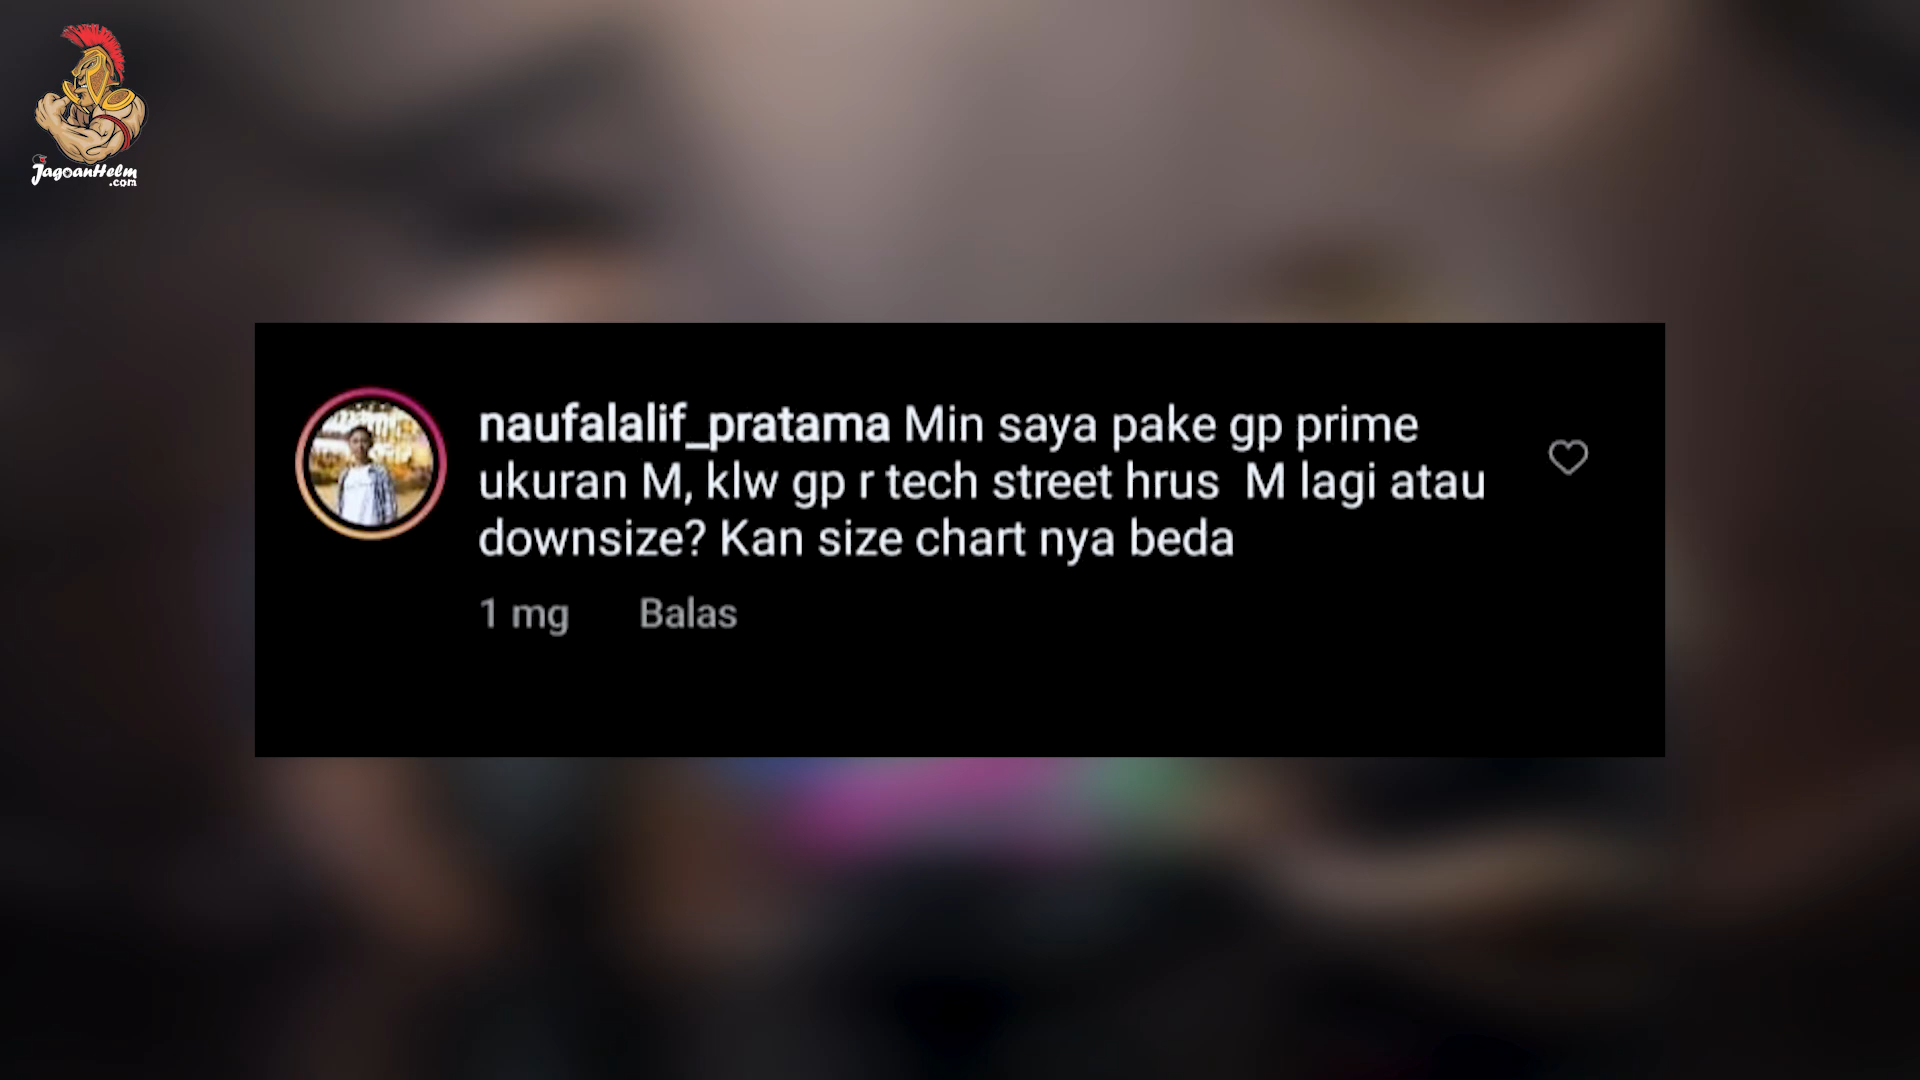 JagoanHelm
.com
naufalalif_pratama Min saya pake gp prime
ukuran M, klw gp r tech street hrus  M lagi atau
downsize? Kan size chart nya beda
1 mg Balas